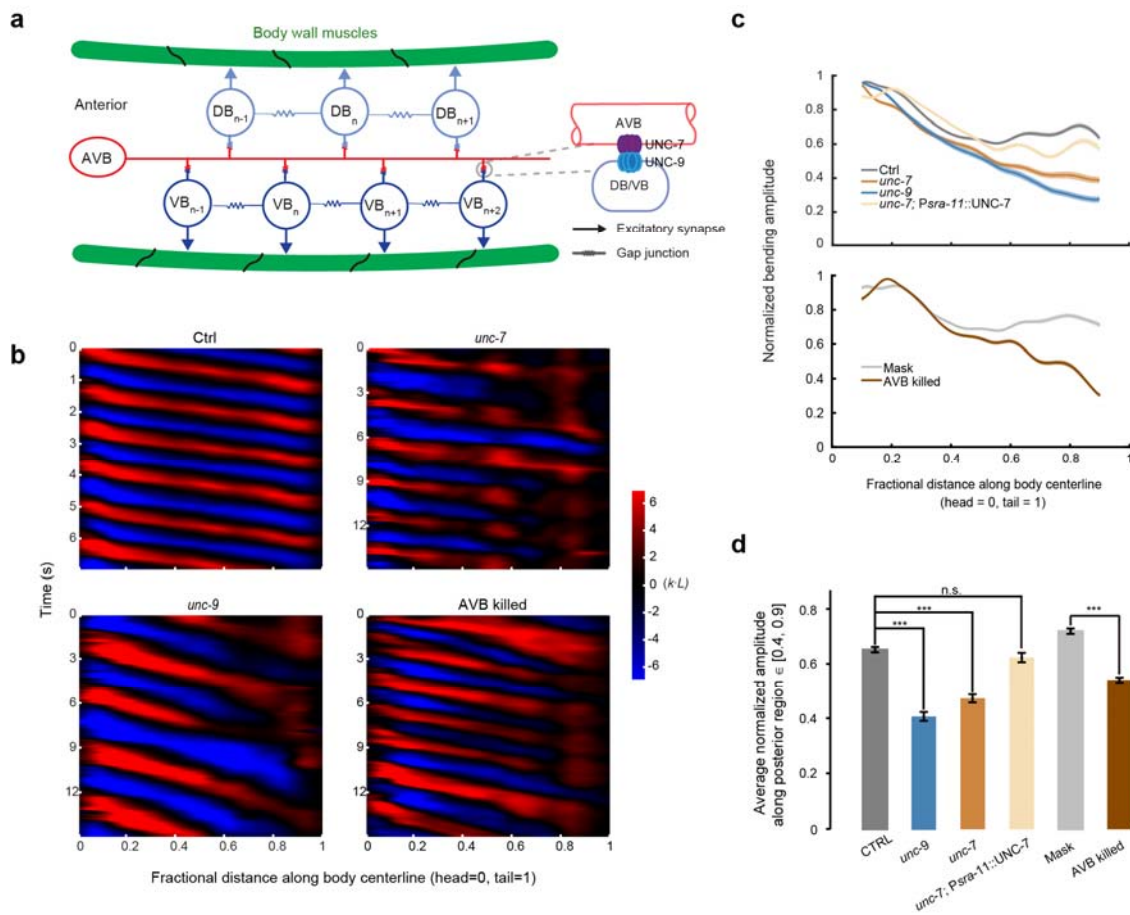 a
Body wall muscles
Anterior
DBn-1
DBn
DBn+1
AVB
VBn-1
VBn
VBn+1
VBn+2
AVB
UNC-7
UNC-9
DB/VB
Excitatory synapse
Gap junction
b
Ctrl
unc-7
0
1
2
3
4
5
6
0
3
6
9
12
unc-9
AVB killed
0
3
6
9
12
0
3
6
9
12
0 0.2 0.4 0.6 0.8 1
0 0.2 0.4 0.6 0.8 1
Time (s)
Fractional distance along body centerline (head=0, tail=1)
6
4
2
0 (k·L)
-2
-4
-6
c
Normalized bending amplitude
1
0.8
0.6
0.4
0.2
0
Ctrl
unc-7
unc-9
unc-7; Psra-11::UNC-7
1
0.8
0.6
0.4
0.2
0
Mask
AVB killed
0 0.2 0.4 0.6 0.8 1
Fractional distance along body centerline
(head = 0, tail = 1)
d
Average normalized amplitude
along posterior region ∈ [0.4, 0.9]
0.8
0.6
0.4
0.2
0
n.s.
***
***
***
CTRL
unc-9
unc-7
unc-7; Psra-11::UNC-7
Mask
AVB killed